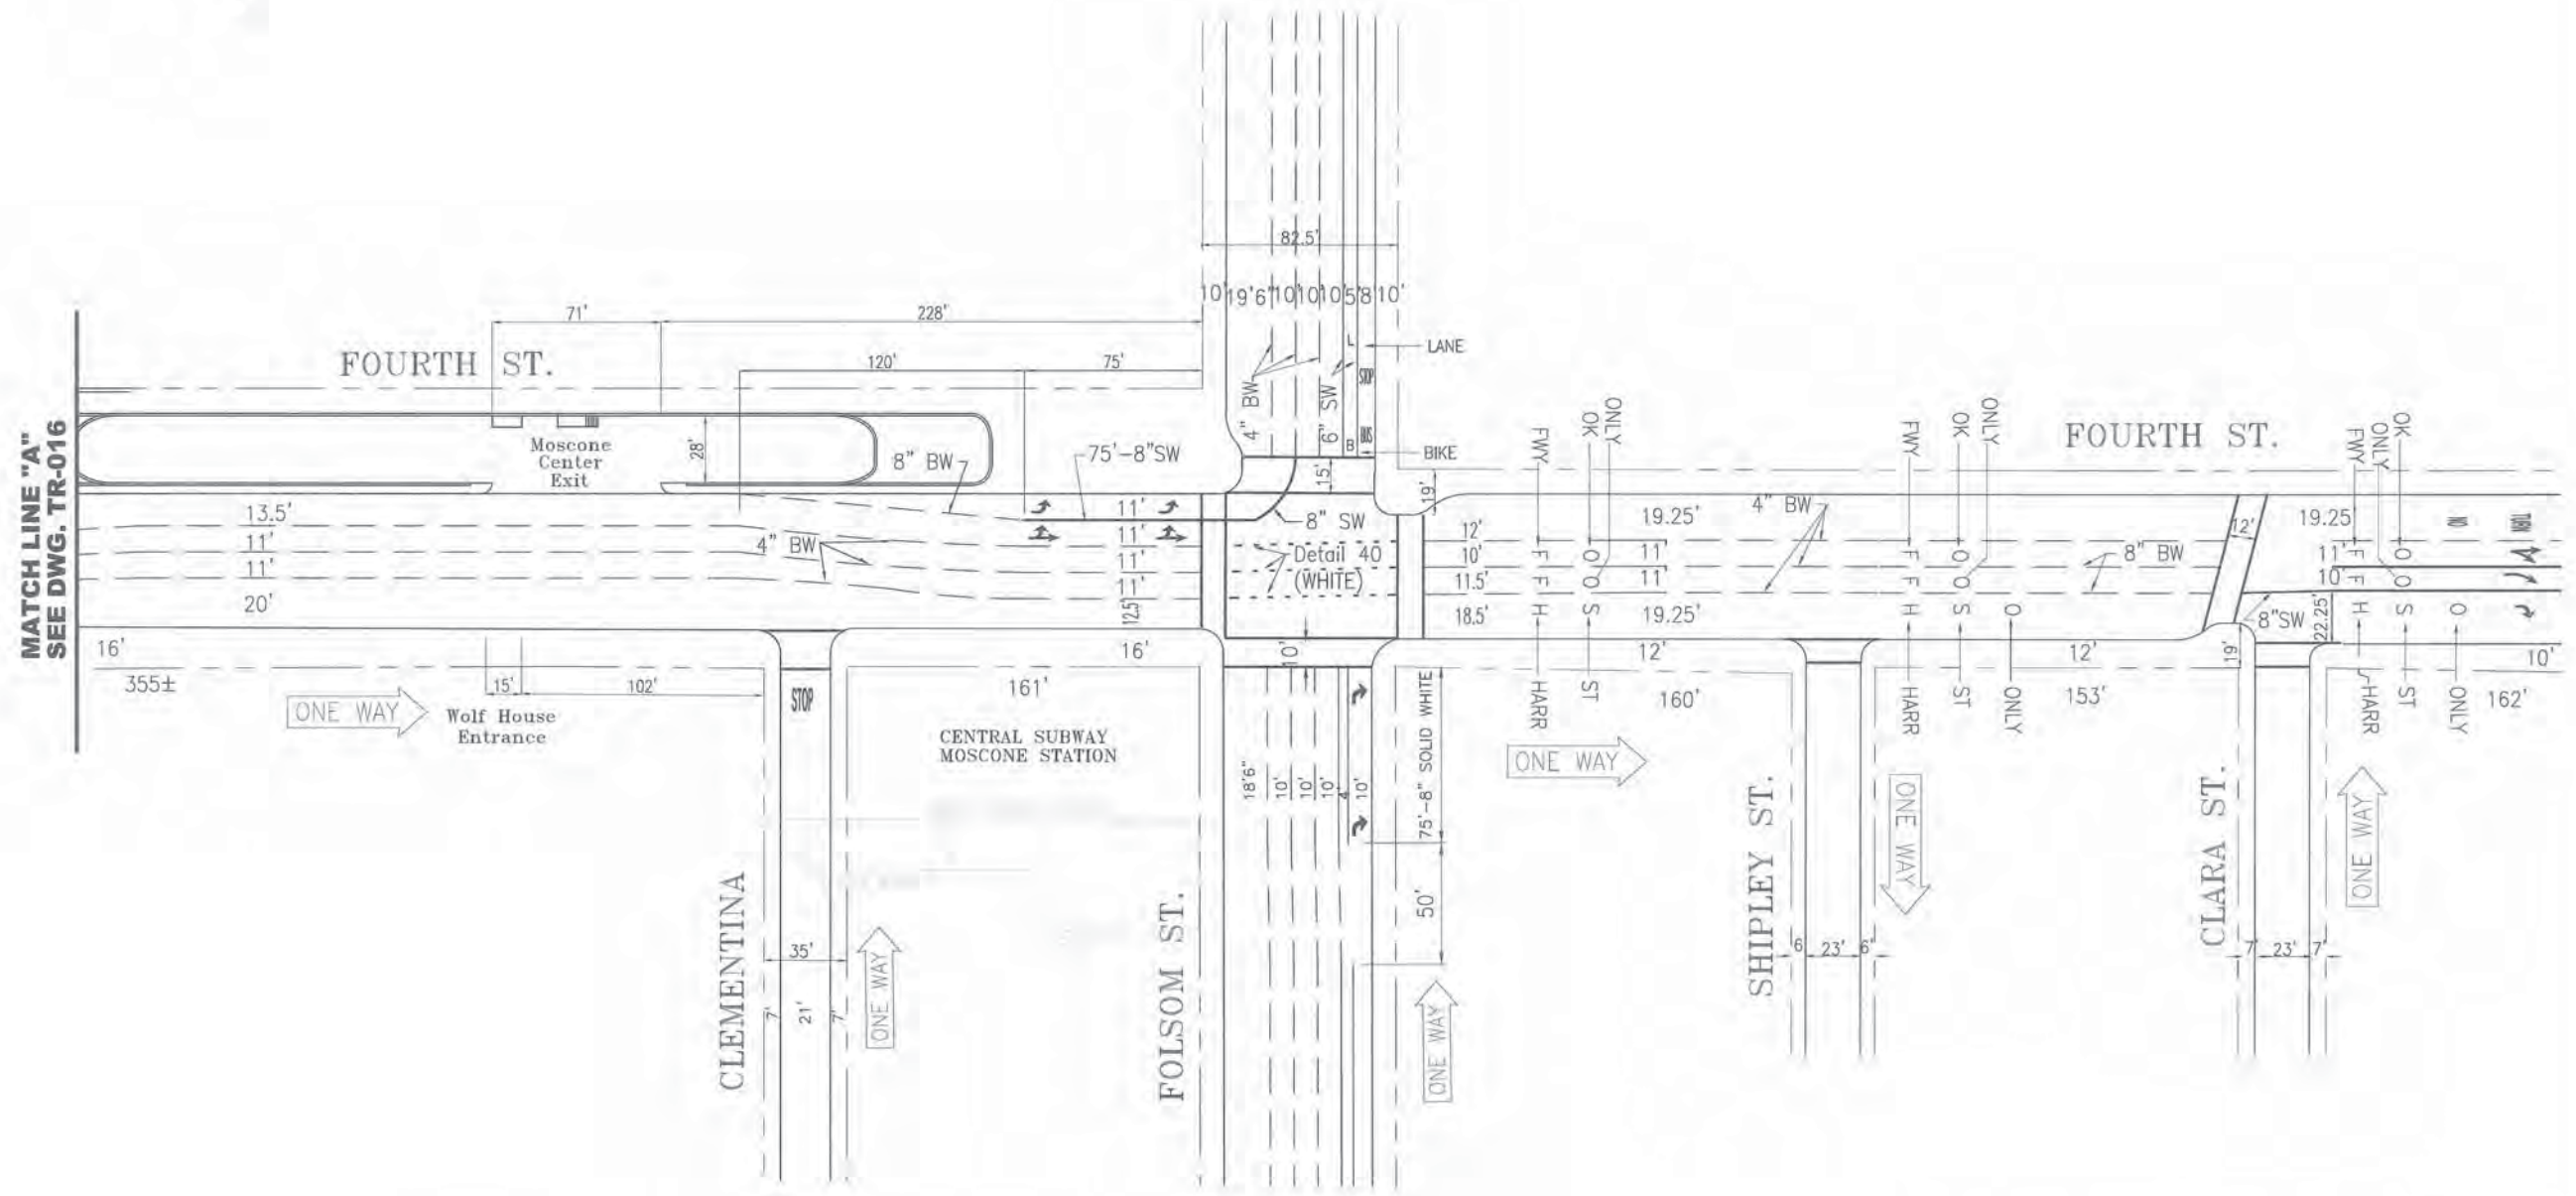 MATCH LINE "A"
SEE DWG. TR-016
FOURTH ST.
71'
228'
120'
75'
28'
Moscone
Center
Exit
8" BW
75'-8"SW
13.5'
11'
11'
20'
4" BW
11'
11'
11'
11'
12.5'
16'
355±
15'
102'
ONE WAY
Wolf House
Entrance
STOP
16'
161'
CENTRAL SUBWAY
MOSCONE STATION
CLEMENTINA
35'
7'
21'
7'
ONE WAY
82.5'
10'
19'6"
10'
10'
10'
5'
8'
10'
4" BW
6" SW
L
STOP
BUS
B
LANE
BIKE
15'
19'
8" SW
Detail 40
(WHITE)
10'
FOLSOM ST.
18'6"
10'
10'
10'
4'
10'
75'-8" SOLID WHITE
50'
ONE WAY
12'
10'
11.5'
18.5'
FWY
OK
ONLY
F
F
H
O
O
S
HARR
ST
19.25'
11'
11'
19.25'
12'
160'
ONE WAY
4" BW
FWY
OK
ONLY
F
F
H
O
O
S
O
HARR
ST
ONLY
8" BW
SHIPLEY ST.
6'
23'
6'
ONE WAY
12'
153'
FOURTH ST.
12'
19.25'
11'
10'
22.25'
8"SW
19'
FWY
ONLY
OK
F
F
H
O
O
S
O
NO
TURN
HARR
ST
ONLY
10'
162'
CLARA ST.
7'
23'
7'
ONE WAY